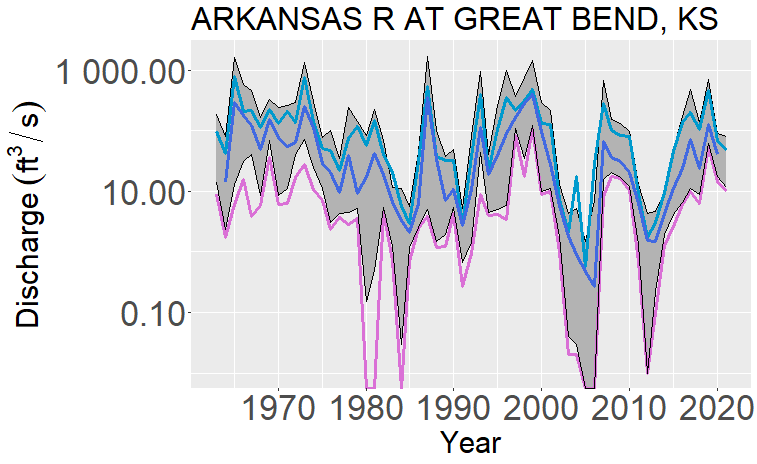 ARKANSAS R AT GREAT BEND, KS
Discharge (ft³/s)
1 000.00
10.00
0.10
1970 1980 1990 2000 2010 2020
Year